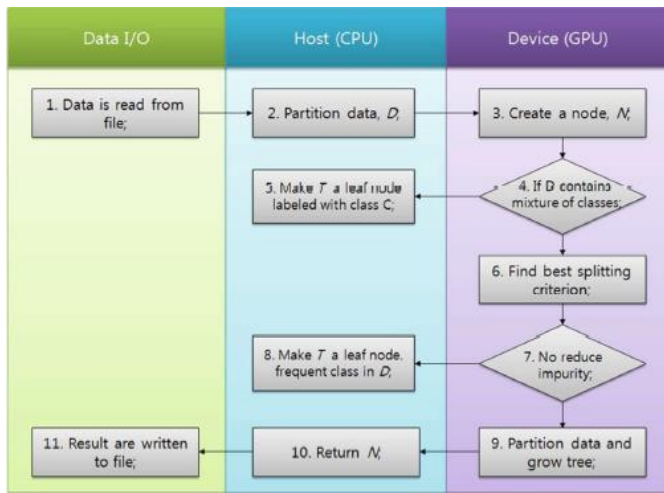 Data I/O
Host (CPU)
Device (GPU)
1. Data is read from
file;
2. Partition data, D;
3. Create a node, N;
4. If D contains
mixture of classes;
5. Make T a leaf node
labeled with class C;
6. Find best splitting
criterion;
7. No reduce
impurity;
8. Make T a leaf node.
frequent class in D;
9. Partition data and
grow tree;
10. Return N;
11. Result are written
to file;